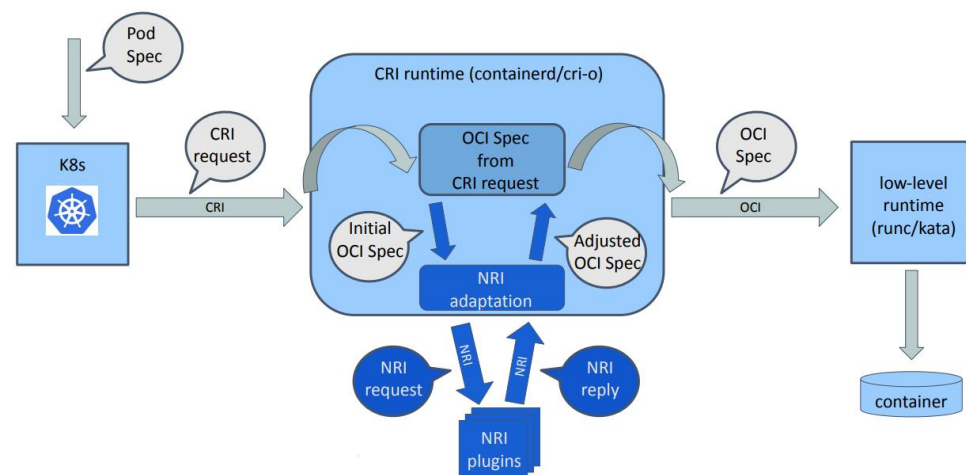 Pod
Spec
CRI runtime (containerd/cri-o)
K8s
CRI
request
CRI
OCI Spec
from
CRI request
OCI
Spec
OCI
low-level
runtime
(runc/kata)
Initial
OCI Spec
Adjusted
OCI Spec
NRI
adaptation
NRI
request
NRI
NRI
NRI
reply
NRI
plugins
container